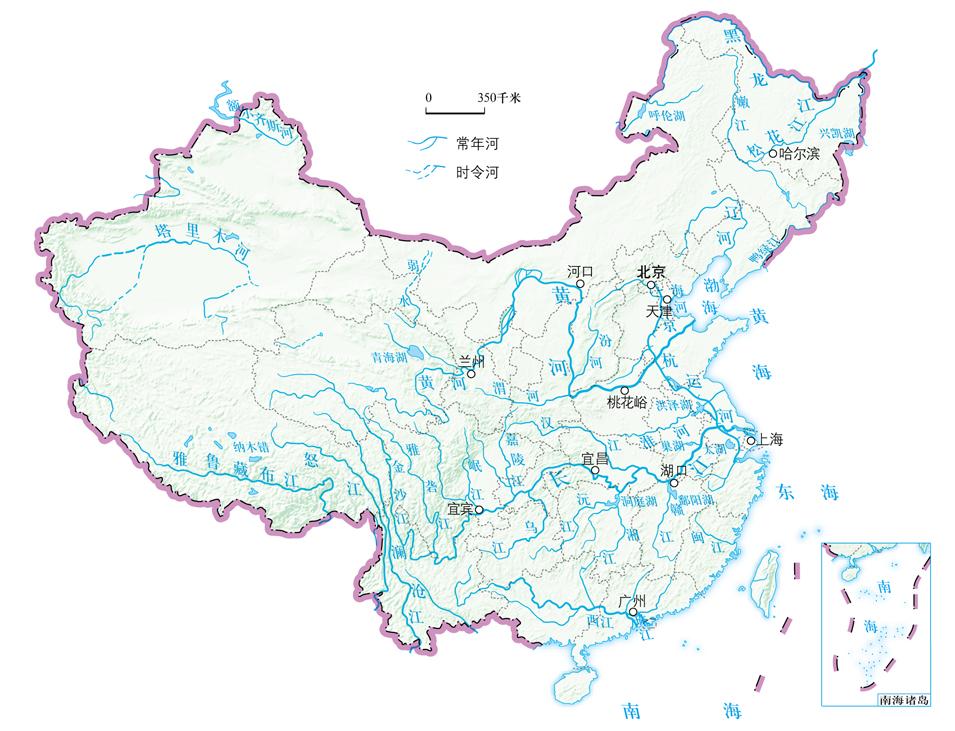 黑龙江
嫩江
额尔齐斯河
0 350千米
呼伦湖
松花江
兴凯湖
常年河
哈尔滨
时令河
塔里木河
辽河
鸭绿江
弱水
河口
北京
渤海
海河
黄河
天津
黄海
青海湖
兰州
汾河
京杭运河
黄河
渭河
桃花峪
洪泽湖
汉江
淮河
上海
纳木错
雅鲁藏布江
怒江
雅砻江
岷江
嘉陵江
宜昌
巢湖
太湖
长江
湖口
金沙江
宜宾
沅江
洞庭湖
鄱阳湖
东海
乌江
湘江
赣江
闽江
澜沧江
广州
西江
珠江
南海
南海
南海诸岛